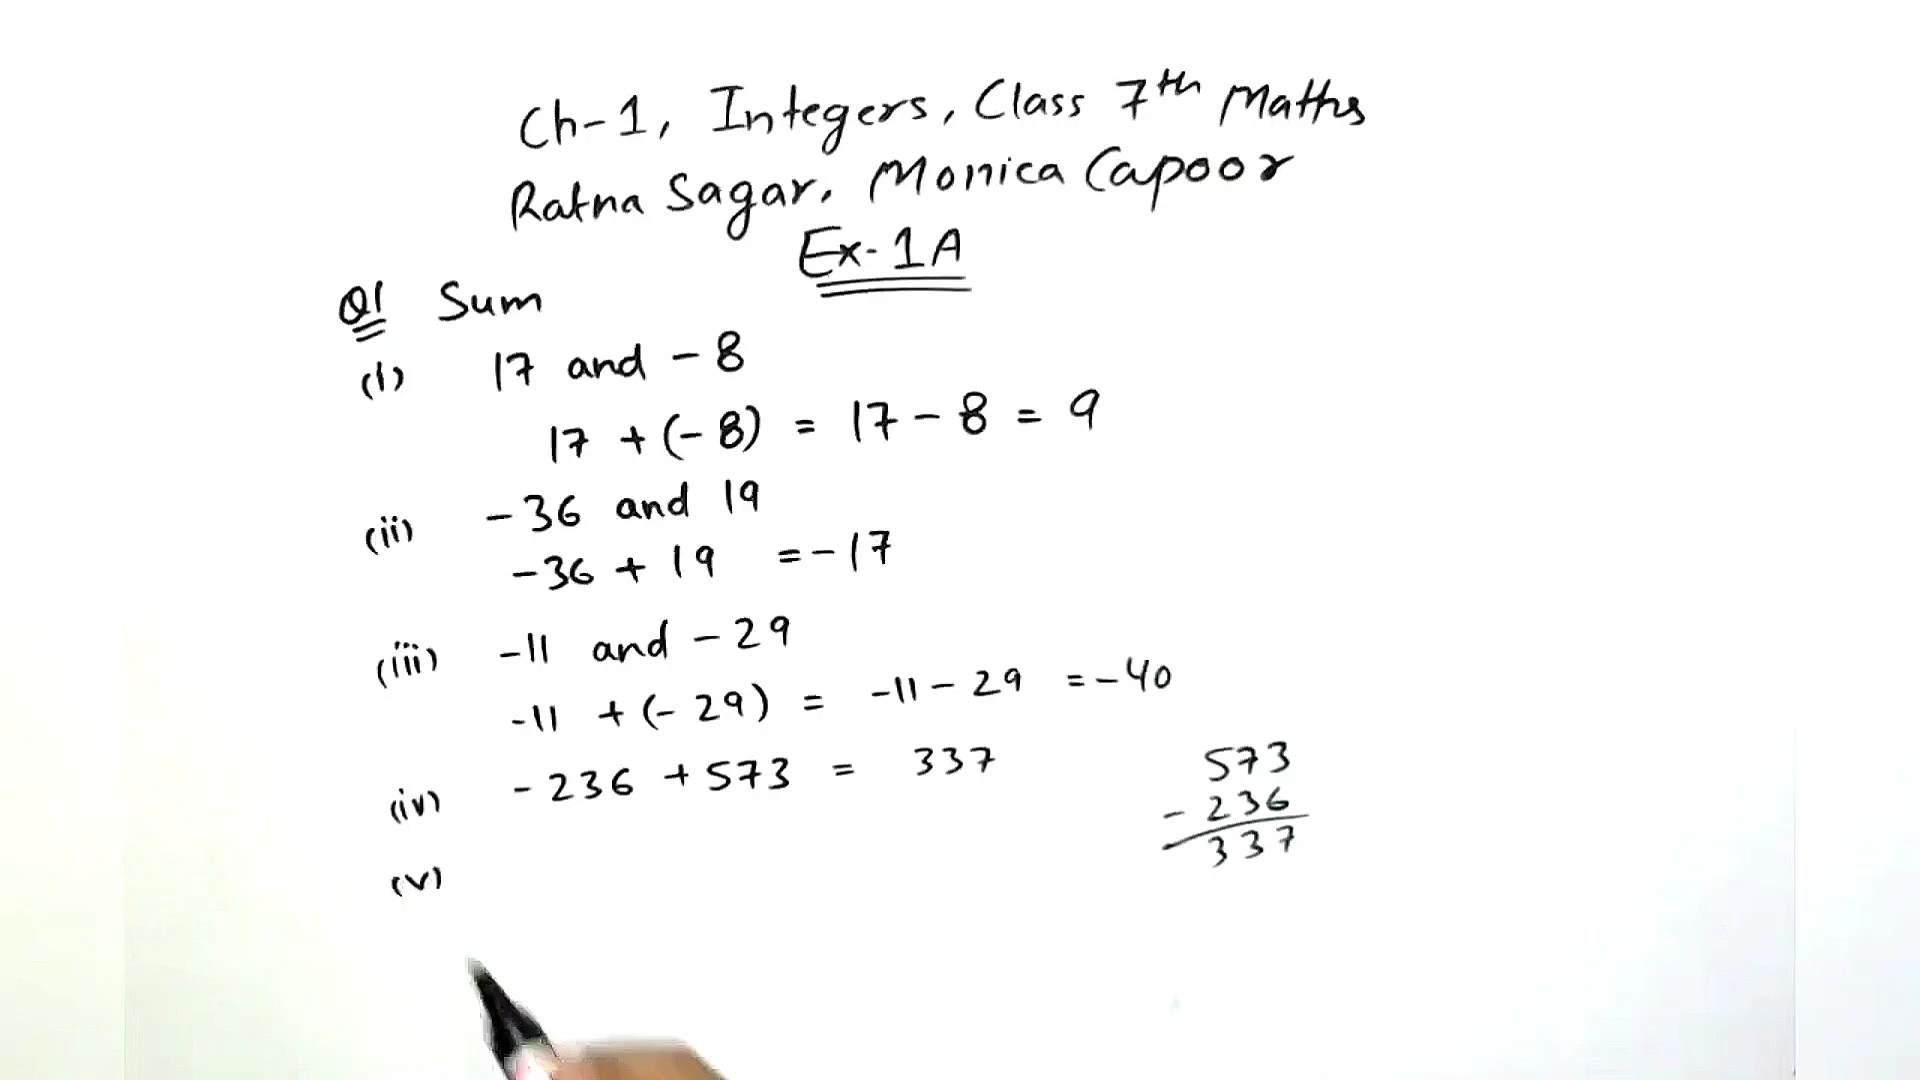 Ch-1, Integers, Class 7th Maths
Ratna Sagar, Monica Capoor
Ex-1A
Q1 Sum
(i) 17 and -8
17 + (-8) = 17 - 8 = 9
(ii) -36 and 19
-36 + 19 = -17
(iii) -11 and -29
-11 + (-29) = -11 - 29 = -40
(iv) -236 + 573 = 337
573
- 236
337
(v)